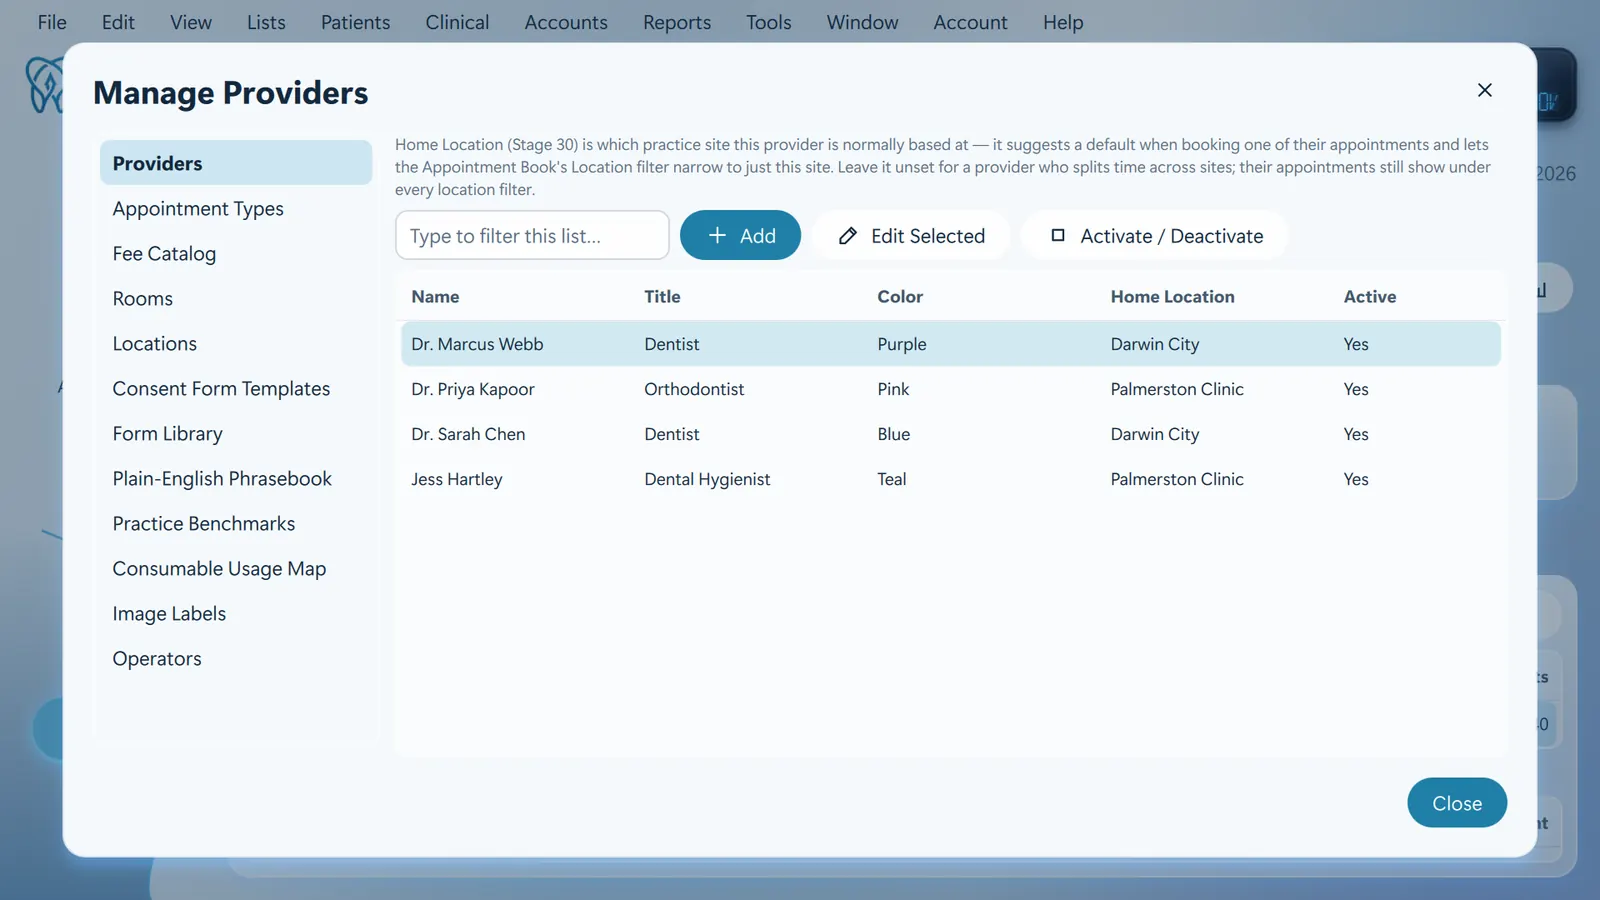 File Edit View Lists Patients Clinical Accounts Reports Tools Window Account Help
Manage Providers
2026
Providers
Appointment Types
Fee Catalog
Rooms
Locations
Consent Form Templates
Form Library
Plain-English Phrasebook
Practice Benchmarks
Consumable Usage Map
Image Labels
Operators
Home Location (Stage 30) is which practice site this provider is normally based at — it suggests a default when booking one of their appointments and lets
the Appointment Book's Location filter narrow to just this site. Leave it unset for a provider who splits time across sites; their appointments still show under
every location filter.
Type to filter this list...
Add
Edit Selected
Activate / Deactivate
Name Title Color Home Location Active
Dr. Marcus Webb Dentist Purple Darwin City Yes
Dr. Priya Kapoor Orthodontist Pink Palmerston Clinic Yes
Dr. Sarah Chen Dentist Blue Darwin City Yes
Jess Hartley Dental Hygienist Teal Palmerston Clinic Yes
Close